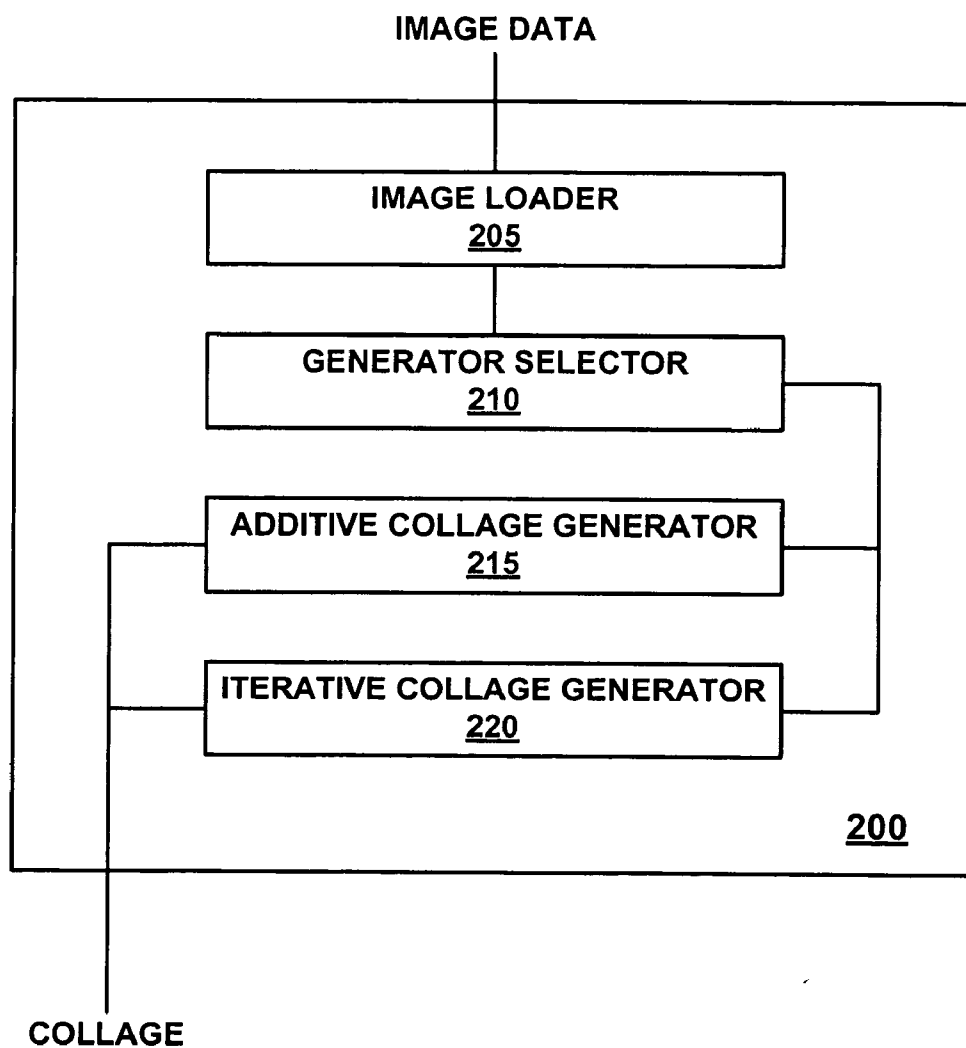 IMAGE DATA
IMAGE LOADER
205
GENERATOR SELECTOR
210
ADDITIVE COLLAGE GENERATOR
215
ITERATIVE COLLAGE GENERATOR
220
200
COLLAGE